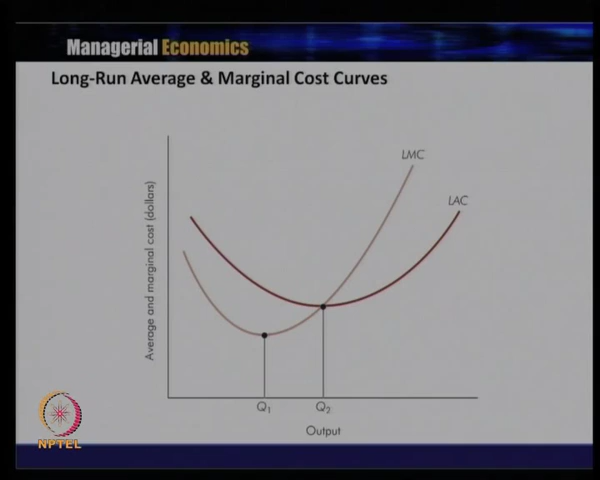 Managerial Economics
Long-Run Average & Marginal Cost Curves
LMC
LAC
Average and marginal cost (dollars)
Q1
Q2
Output
NPTEL